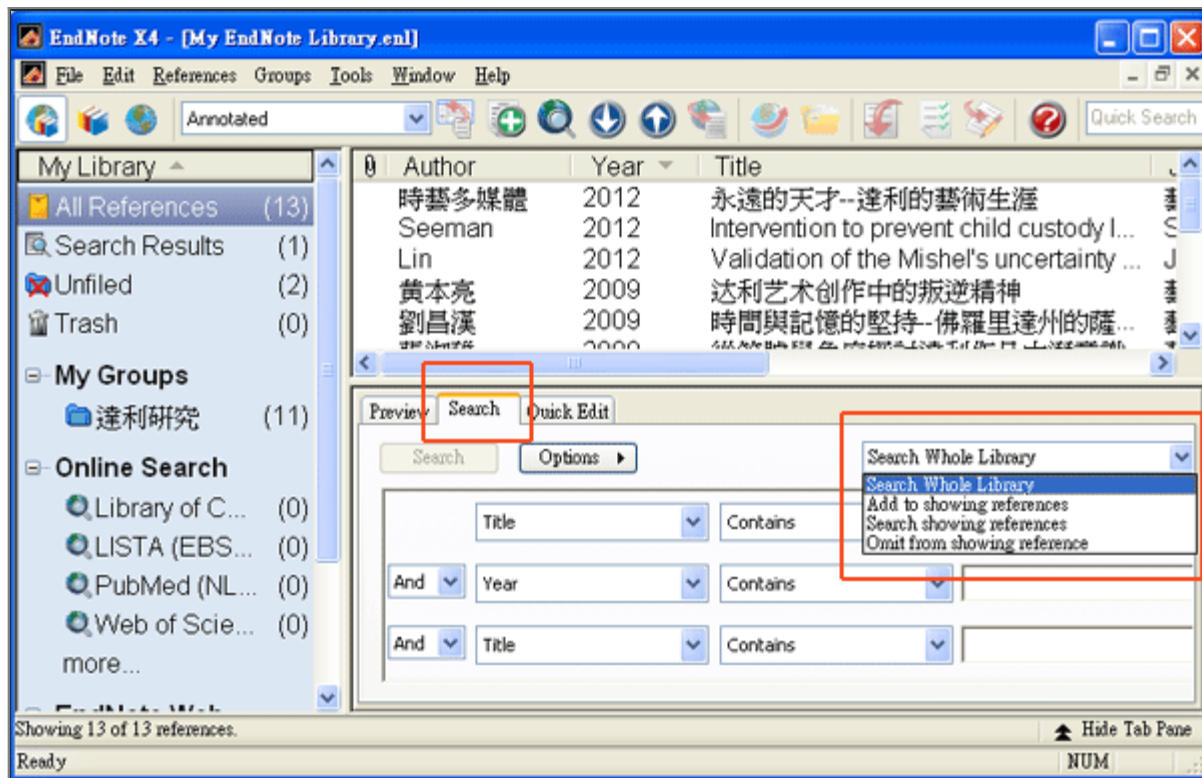 EndNote X4 - [My EndNote Library.enl]
File Edit References Groups Tools Window Help
Annotated
Quick Search
My Library
All References (13)
Search Results (1)
Unfiled (2)
Trash (0)
My Groups
達利研究 (11)
Online Search
Library of C... (0)
LISTA (EBS... (0)
PubMed (NL... (0)
Web of Scie... (0)
more...
EndNote Web
Author Year Title
時藝多媒體 2012 永遠的天才--達利的藝術生涯
Seeman 2012 Intervention to prevent child custody l... S
Lin 2012 Validation of the Mishel's uncertainty ... J
黄本亮 2009 达利艺术创作中的叛逆精神
劉昌漢 2009 時間與記憶的堅持--佛羅里達州的薩...
2009
Preview Search Quick Edit
Search Options Search Whole Library
Search Whole Library
Add to showing references
Search showing references
Omit from showing reference
Title Contains
And Year Contains
And Title Contains
Showing 13 of 13 references. Hide Tab Pane
Ready NUM